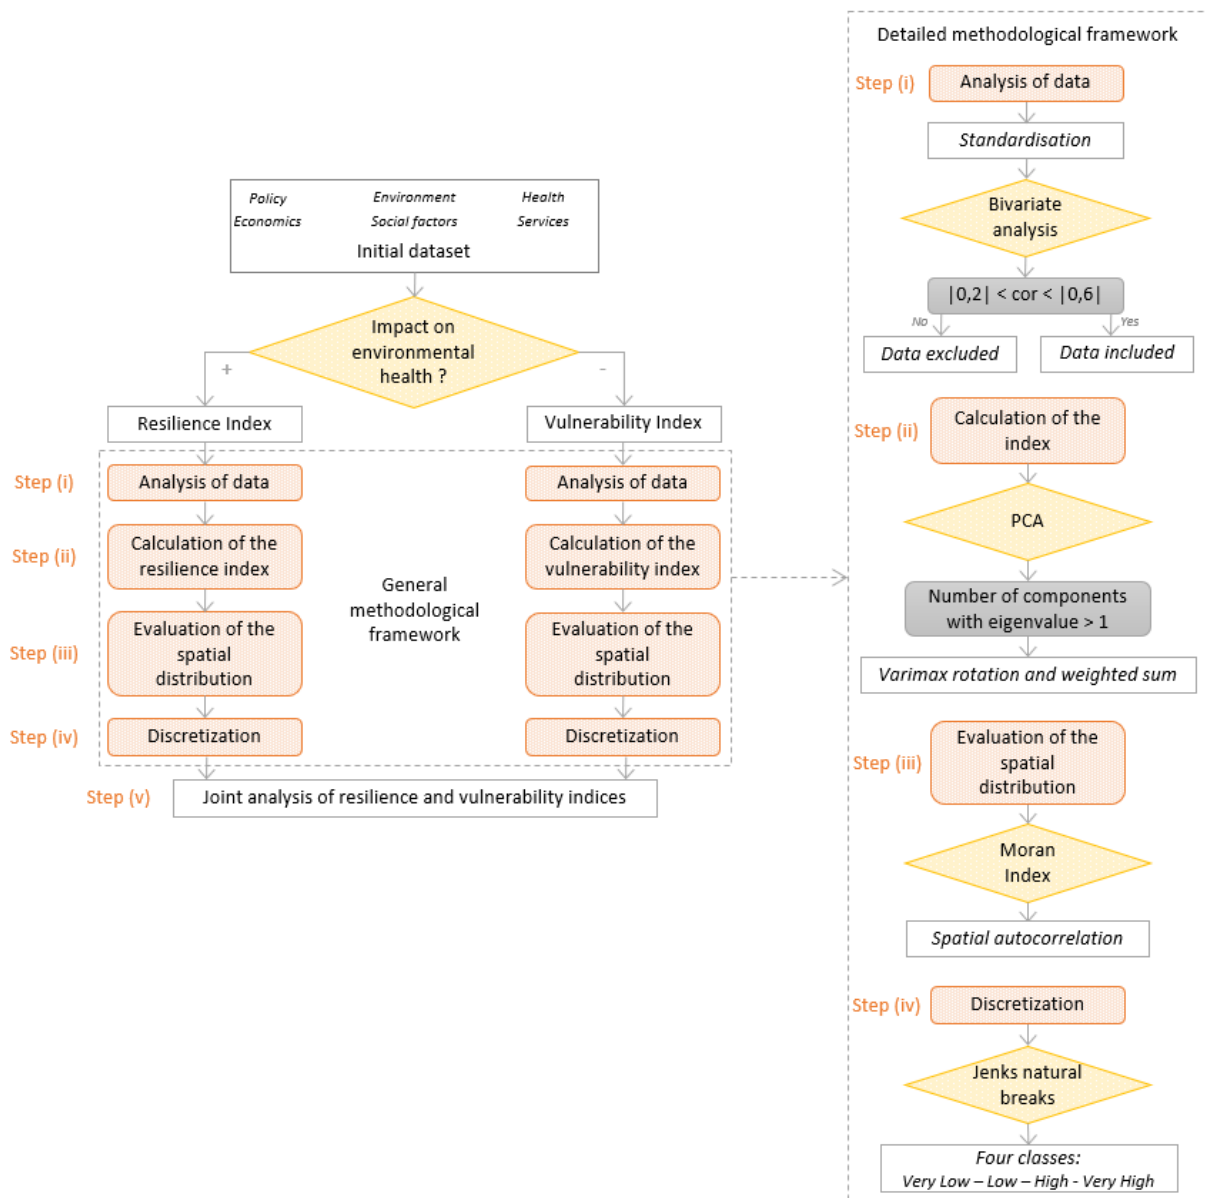 Policy
Environment
Health
Economics
Social factors
Services
Initial dataset
Impact on
environmental
health ?
+
-
Resilience Index
Vulnerability Index
Step (i)
Analysis of data
Analysis of data
Step (ii)
Calculation of the
resilience index
Calculation of the
vulnerability index
General
methodological
framework
Step (iii)
Evaluation of the
spatial
distribution
Evaluation of the
spatial
distribution
Step (iv)
Discretization
Discretization
Step (v)
Joint analysis of resilience and vulnerability indices
Detailed methodological framework
Step (i)
Analysis of data
Standardisation
Bivariate
analysis
|0,2| < cor < |0,6|
No
Yes
Data excluded
Data included
Step (ii)
Calculation of the
index
PCA
Number of components
with eigenvalue > 1
Varimax rotation and weighted sum
Step (iii)
Evaluation of the
spatial
distribution
Moran
Index
Spatial autocorrelation
Step (iv)
Discretization
Jenks natural
breaks
Four classes:
Very Low – Low – High - Very High